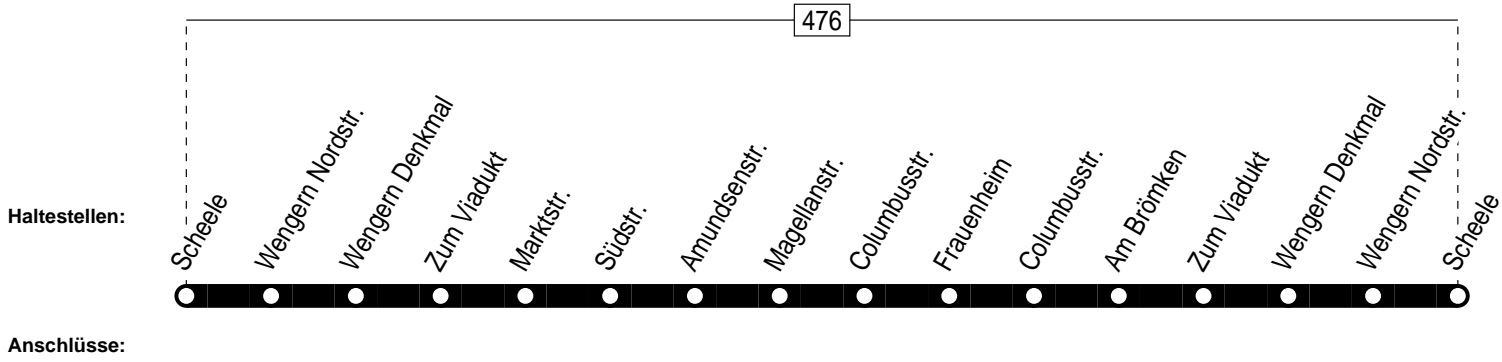 476
Haltestellen:
Scheele
Wengern Nordstr.
Wengern Denkmal
Zum Viadukt
Marktstr.
Südstr.
Amundsenstr.
Magellanstr.
Columbusstr.
Frauenheim
Columbusstr.
Am Brömken
Zum Viadukt
Wengern Denkmal
Wengern Nordstr.
Scheele
Anschlüsse: